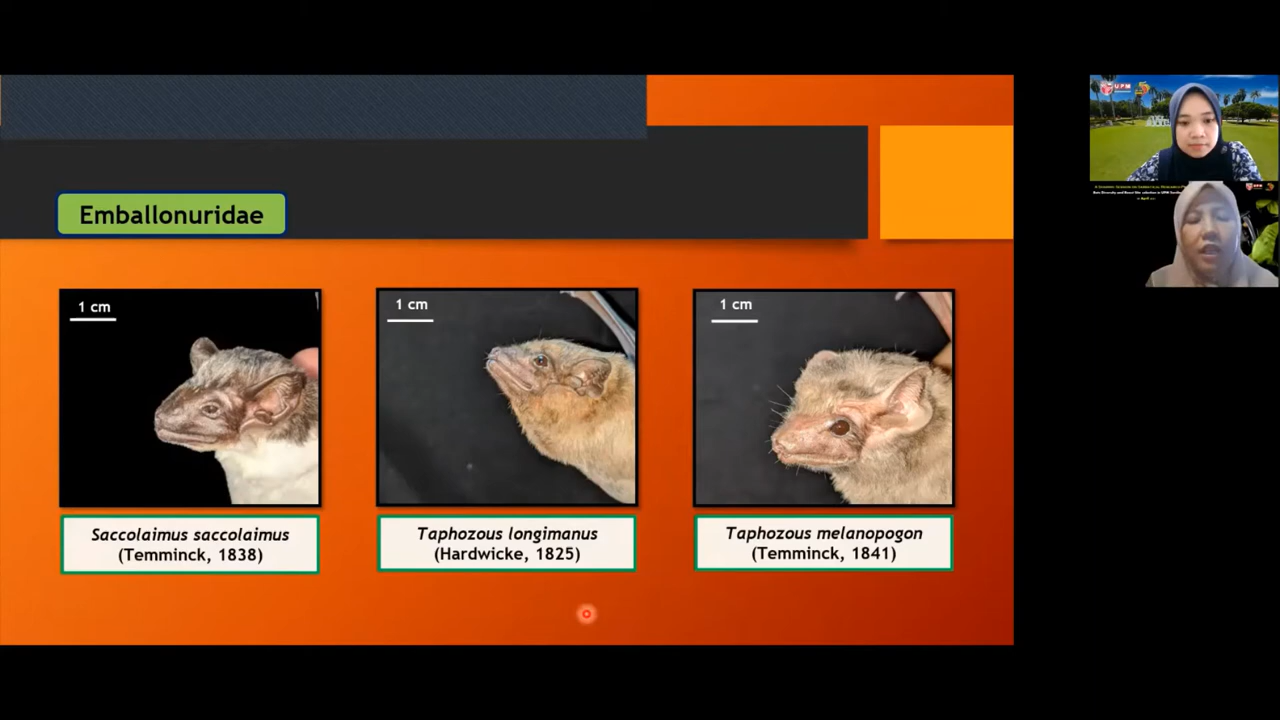 Emballonuridae
1 cm
1 cm
1 cm
Saccolaimus saccolaimus
(Temminck, 1838)
Taphozous longimanus
(Hardwicke, 1825)
Taphozous melanopogon
(Temminck, 1841)
UPM
UPM